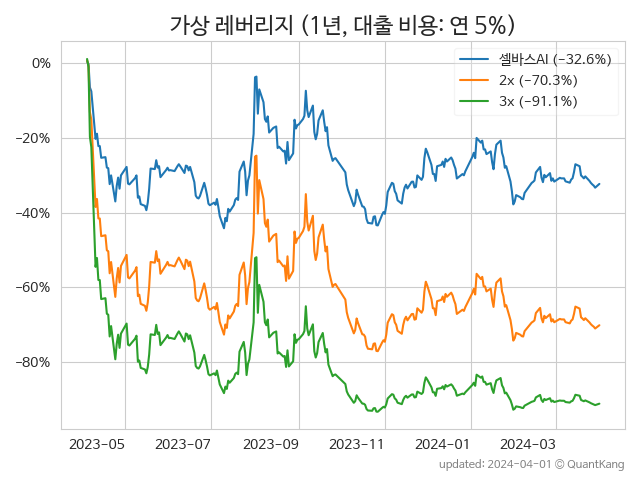 가상 레버리지 (1년, 대출 비용: 연 5%)
셀바스AI (−32.6%)
2x (−70.3%)
3x (−91.1%)
0%
−20%
−40%
−60%
−80%
2023−05 2023−07 2023−09 2023−11 2024−01 2024−03
updated: 2024−04−01 © QuantKang